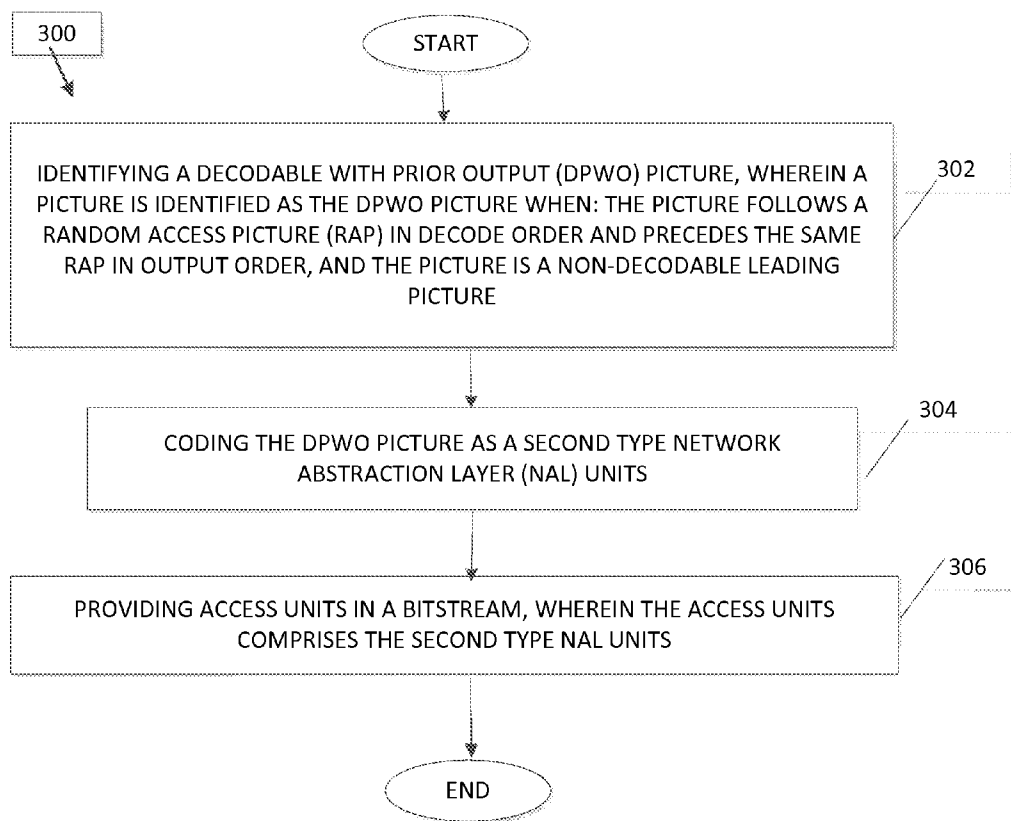 300
START
IDENTIFYING A DECODABLE WITH PRIOR OUTPUT (DPWO) PICTURE, WHEREIN A
PICTURE IS IDENTIFIED AS THE DPWO PICTURE WHEN: THE PICTURE FOLLOWS A
RANDOM ACCESS PICTURE (RAP) IN DECODE ORDER AND PRECEDES THE SAME
RAP IN OUTPUT ORDER, AND THE PICTURE IS A NON-DECODABLE LEADING
PICTURE
302
CODING THE DPWO PICTURE AS A SECOND TYPE NETWORK
ABSTRACTION LAYER (NAL) UNITS
304
PROVIDING ACCESS UNITS IN A BITSTREAM, WHEREIN THE ACCESS UNITS
COMPRISES THE SECOND TYPE NAL UNITS
306
END